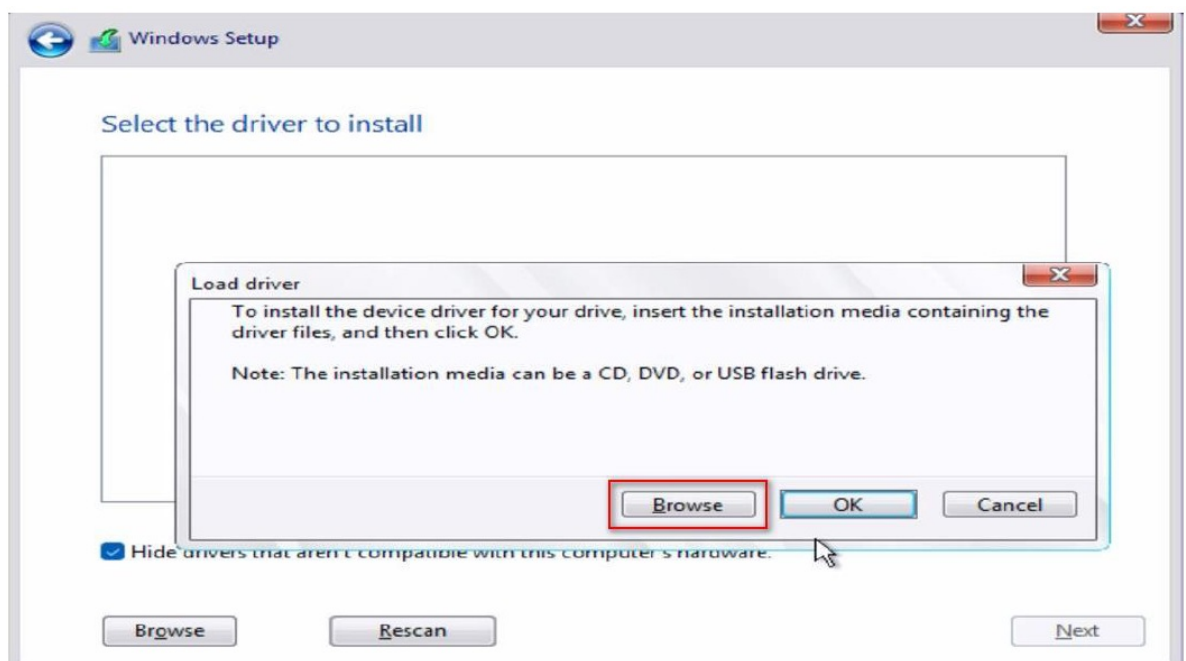 Windows Setup
Select the driver to install
Load driver
To install the device driver for your drive, insert the installation media containing the
driver files, and then click OK.
Note: The installation media can be a CD, DVD, or USB flash drive.
Browse OK Cancel
Hide drivers that aren't compatible with this computer's hardware.
Browse Rescan Next